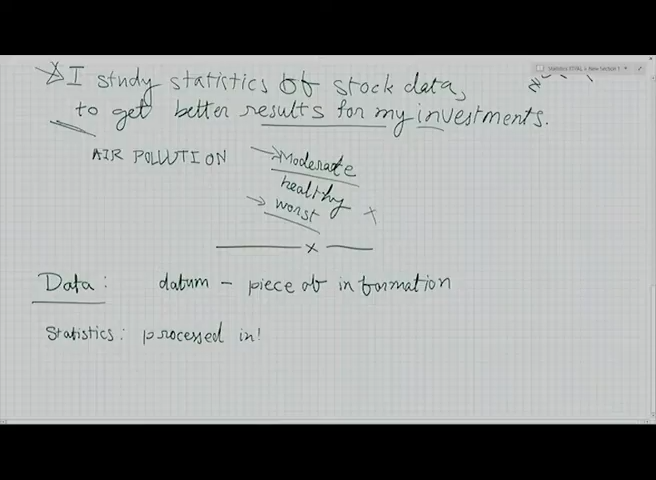 I study statistics of stock data,
to get better results for my investments.
AIR POLLUTION
Moderate
healthy
worst
x
x
Data: datum - piece of information
Statistics: processed in